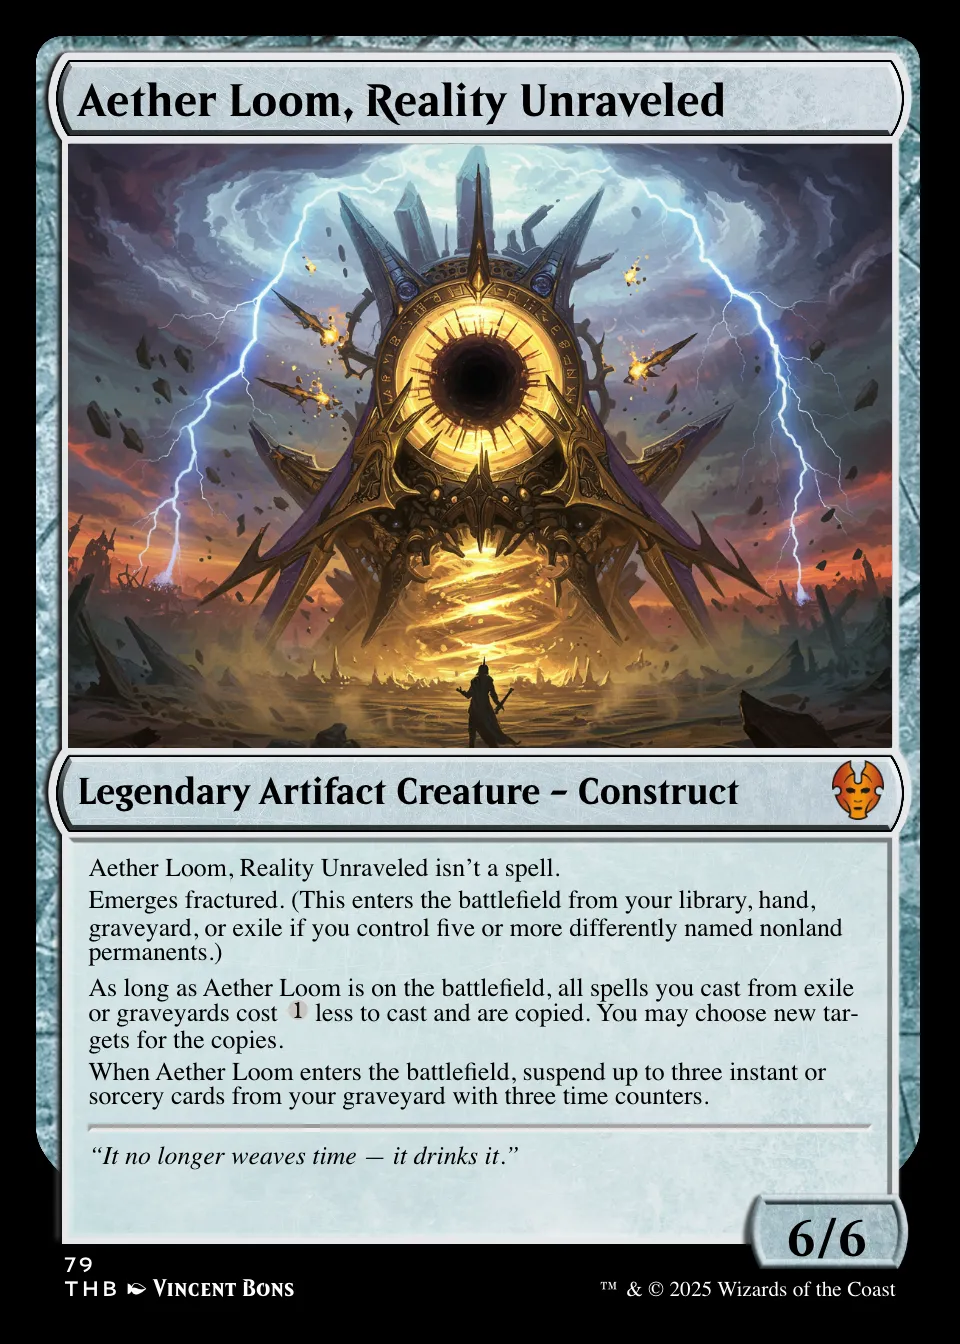 Aether Loom, Reality Unraveled
Legendary Artifact Creature – Construct
Aether Loom, Reality Unraveled isn't a spell.
Emerges fractured. (This enters the battlefield from your library, hand,
graveyard, or exile if you control five or more differently named nonland
permanents.)
As long as Aether Loom is on the battlefield, all spells you cast from exile
or graveyards cost 1 less to cast and are copied. You may choose new tar-
gets for the copies.
When Aether Loom enters the battlefield, suspend up to three instant or
sorcery cards from your graveyard with three time counters.
“It no longer weaves time — it drinks it.”
6/6
79
THB Vincent Bons
™ & © 2025 Wizards of the Coast